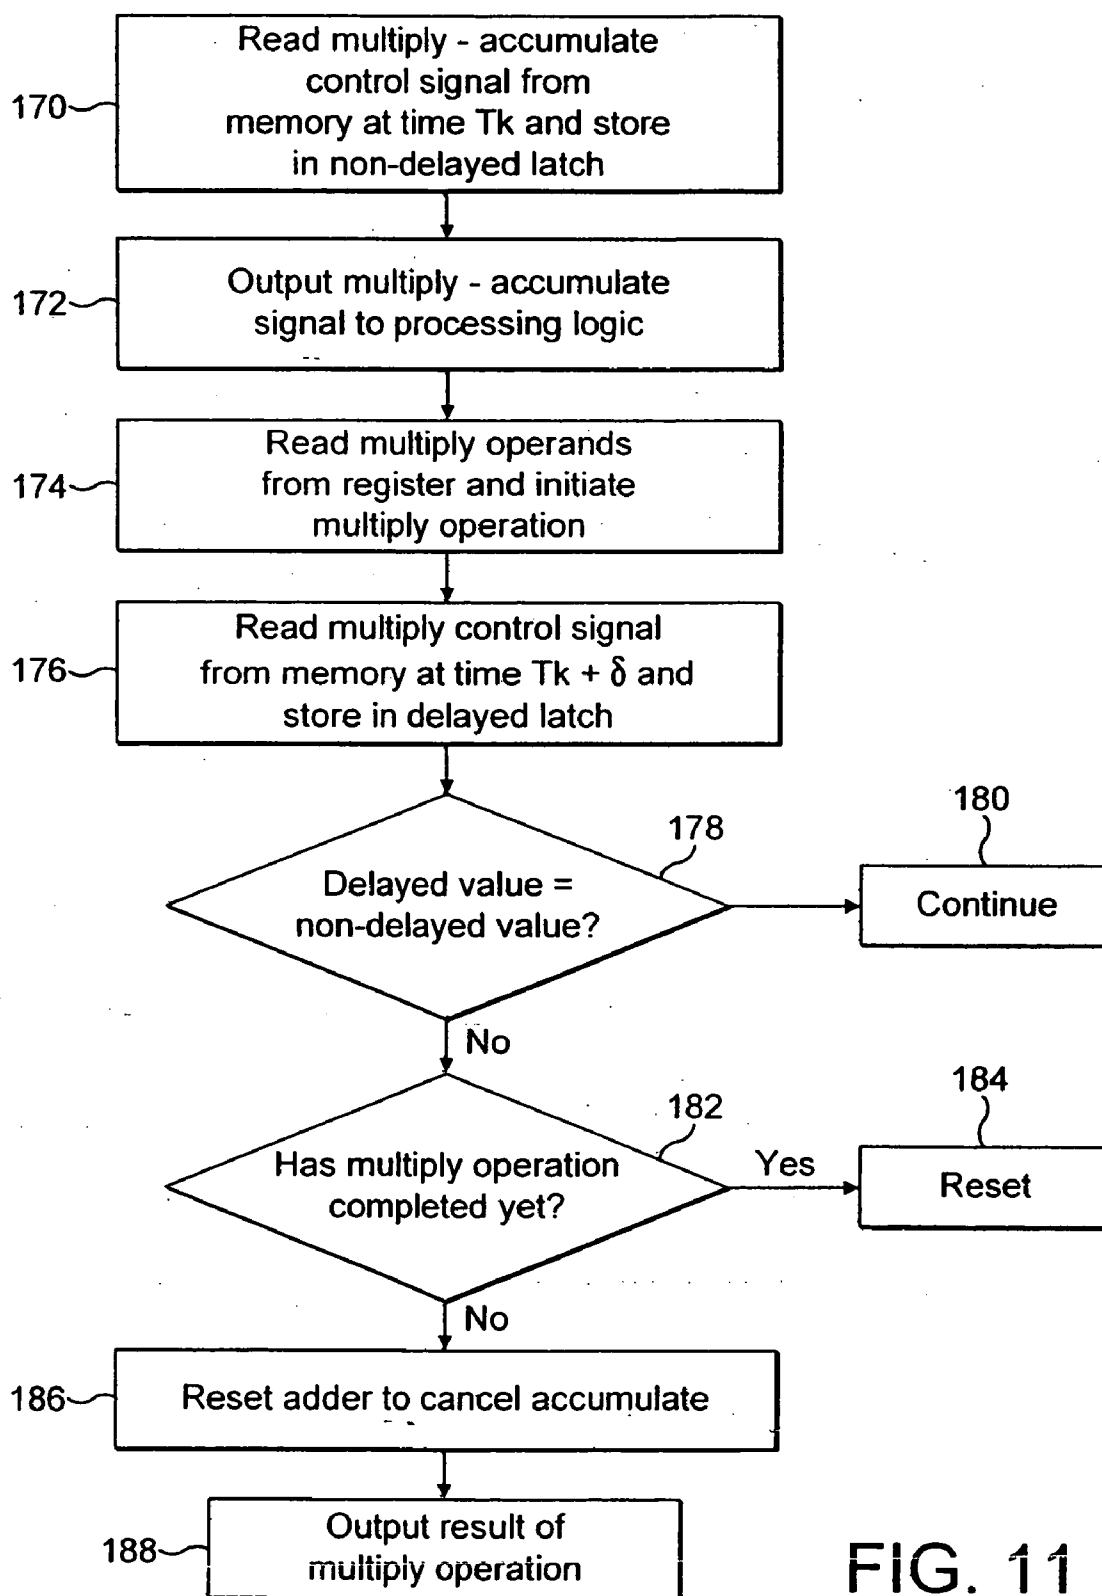 Read multiply - accumulate
control signal from
memory at time Tk and store
in non-delayed latch
170
Output multiply - accumulate
signal to processing logic
172
Read multiply operands
from register and initiate
multiply operation
174
Read multiply control signal
from memory at time Tk + δ and
store in delayed latch
176
178
Delayed value =
non-delayed value?
180
Continue
No
182
Has multiply operation
completed yet?
Yes
184
Reset
No
186
Reset adder to cancel accumulate
188
Output result of
multiply operation
FIG. 11